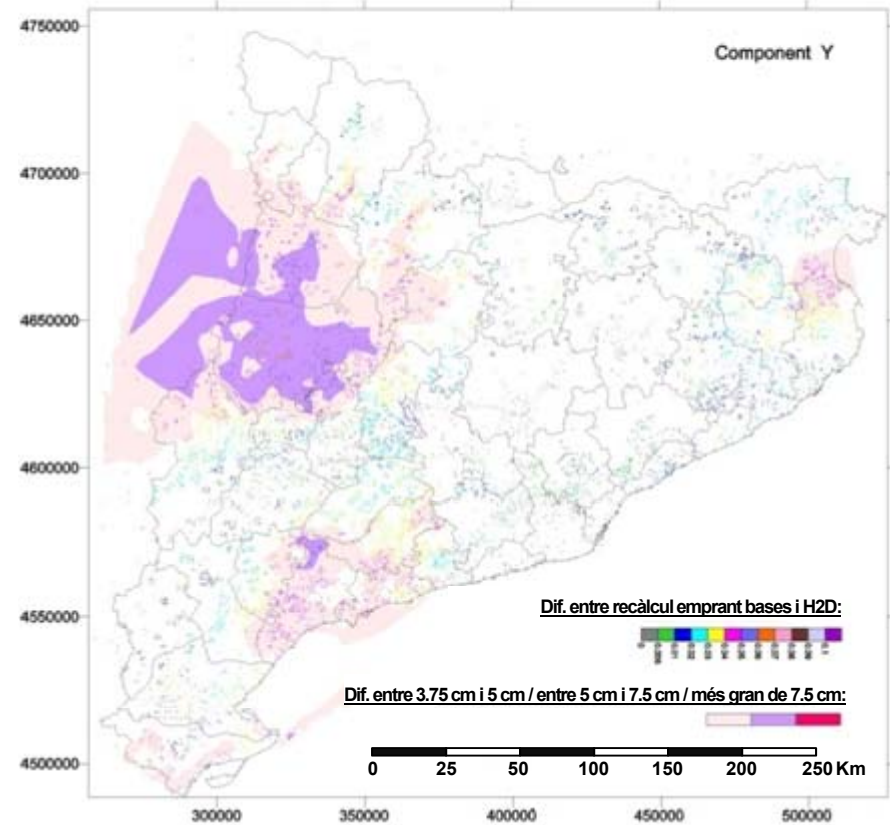 4750000
Component Y
4700000
4650000
4600000
4550000
4500000
Dif. entre recàlcul emprant bases i H2D:
Dif. entre 3.75 cm i 5 cm / entre 5 cm i 7.5 cm / més gran de 7.5 cm:
0 25 50 100 150 200 250 Km
300000 350000 400000 450000 500000